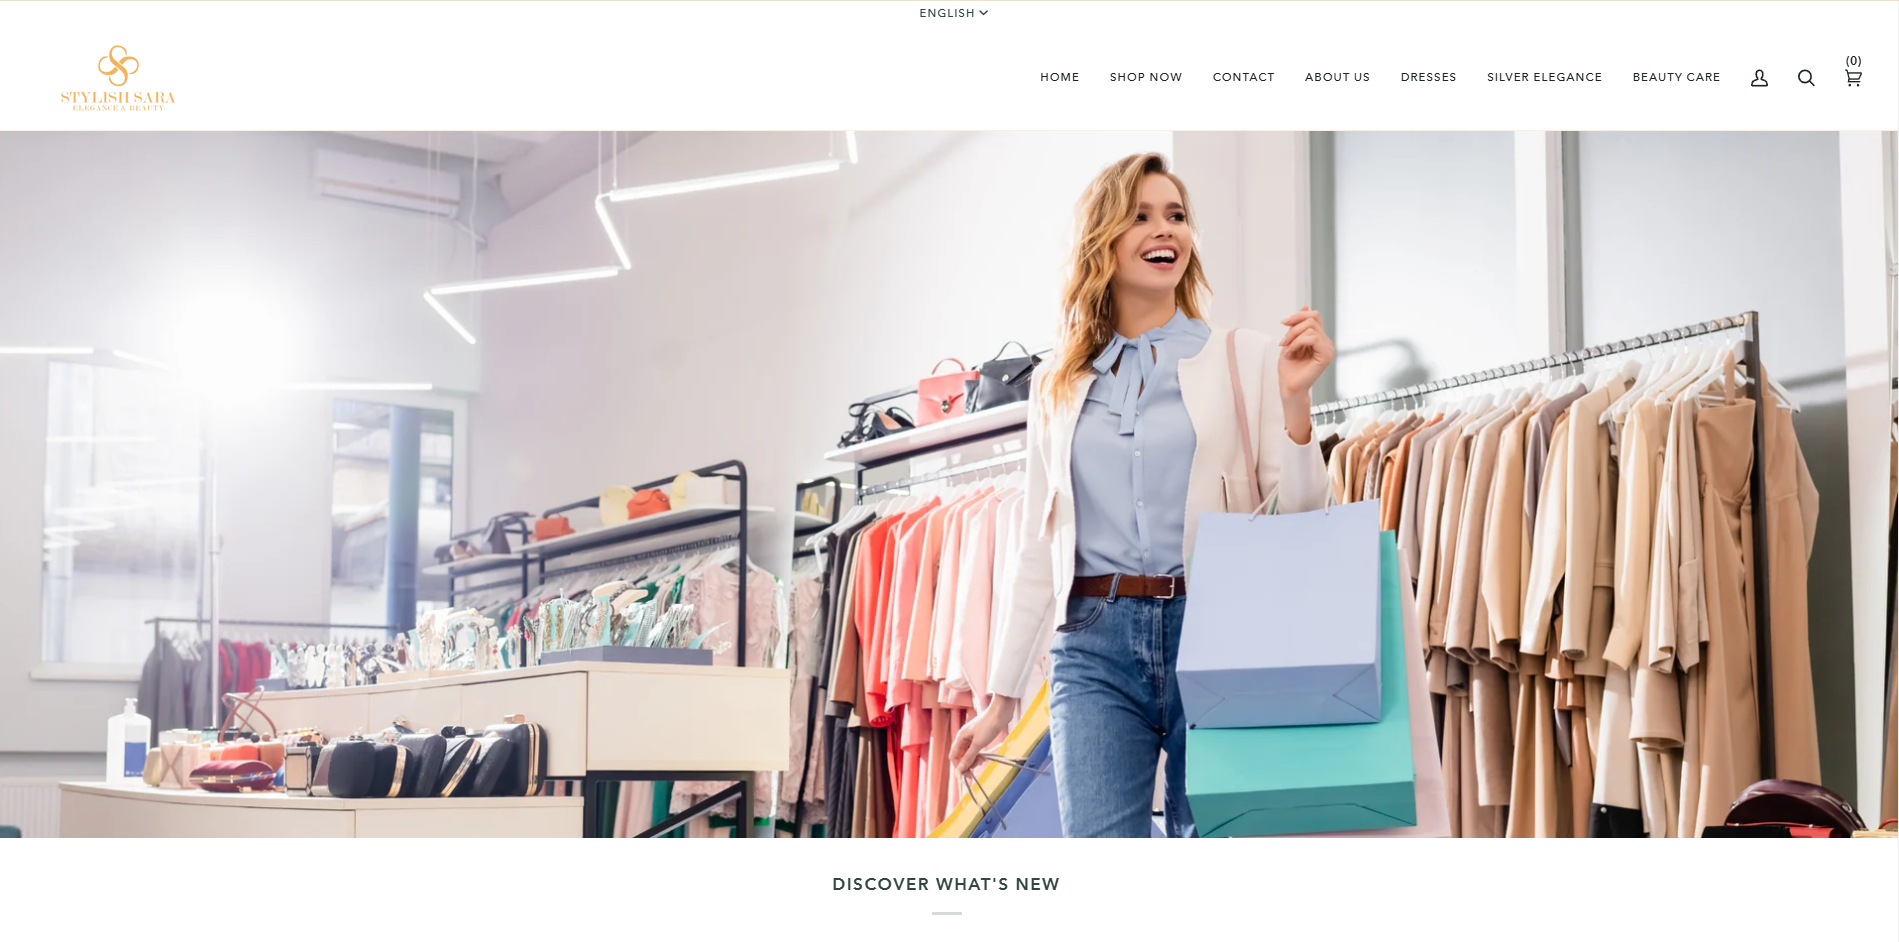 ENGLISH
STYLISH SARA
ELEGANCE & BEAUTY
HOME SHOP NOW CONTACT ABOUT US DRESSES SILVER ELEGANCE BEAUTY CARE (0)
DISCOVER WHAT'S NEW